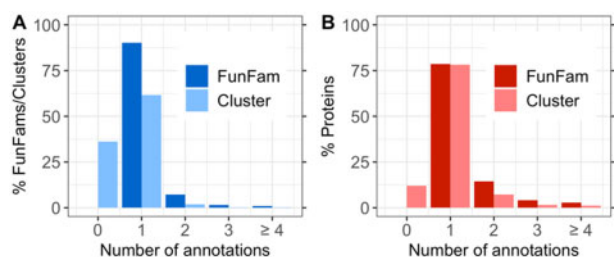 A
% FunFams/Clusters
100
75
50
25
0
FunFam
Cluster
0 1 2 3 ≥ 4
Number of annotations
B
% Proteins
100
75
50
25
0
FunFam
Cluster
0 1 2 3 ≥ 4
Number of annotations